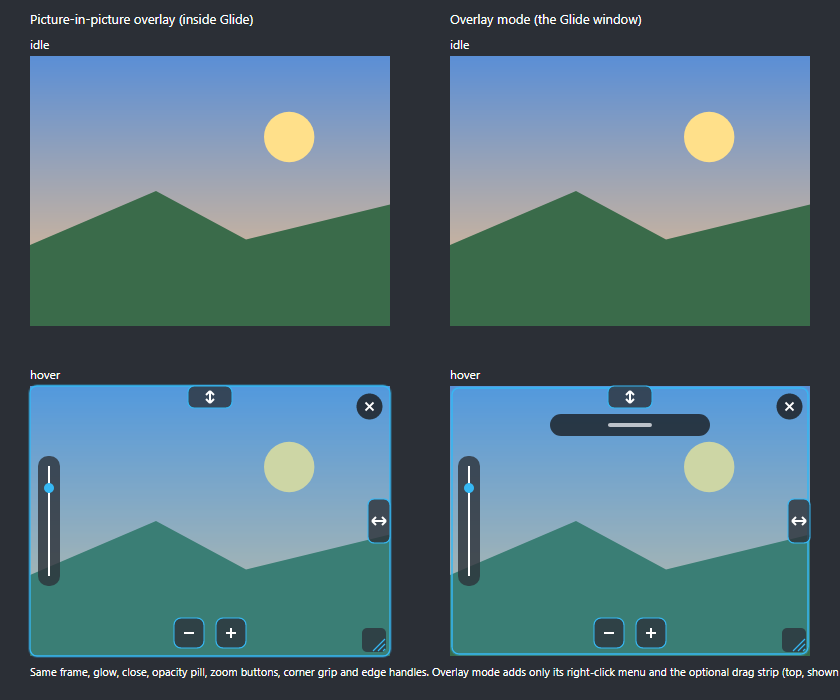 Picture-in-picture overlay (inside Glide)
Overlay mode (the Glide window)
idle
idle
hover
hover
Same frame, glow, close, opacity pill, zoom buttons, corner grip and edge handles. Overlay mode adds only its right-click menu and the optional drag strip (top, shown